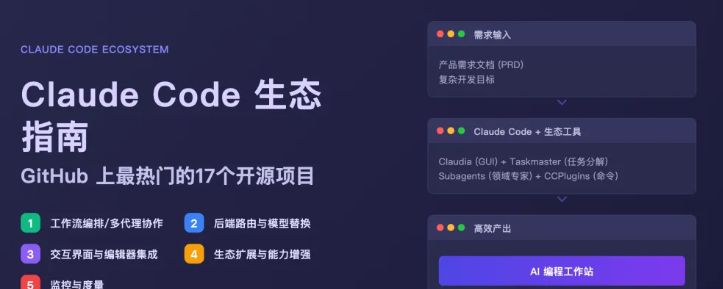 CLAUDE CODE ECOSYSTEM
Claude Code 生态
指南
GitHub 上最热门的17个开源项目
1 工作流编排/多代理协作
2 后端路由与模型替换
3 交互界面与编辑器集成
4 生态扩展与能力增强
5 监控与度量
需求输入
产品需求文档 (PRD)
复杂开发目标
Claude Code + 生态工具
Claudia (GUI) + Taskmaster (任务分解)
Subagents (领域专家) + CCPlugins (命令)
高效产出
AI 编程工作站